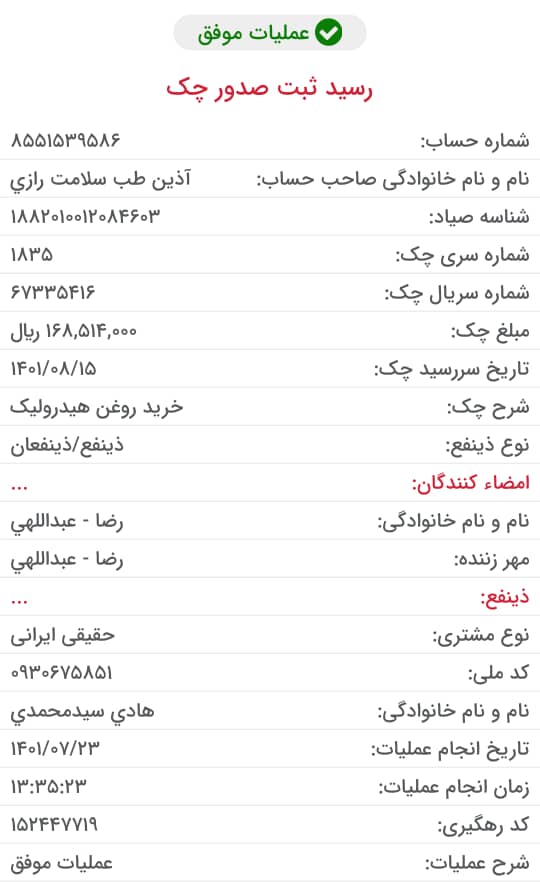 عملیات موفق
رسید ثبت صدور چک
شماره حساب: ۸۵۵۱۵۳۹۵۸۶
نام و نام خانوادگی صاحب حساب: آذین طب سلامت رازي
شناسه صیاد: ۱۸۸۲۰۱۰۰۱۲۰۸۴۶۰۳
شماره سری چک: ۱۸۳۵
شماره سریال چک: ۶۷۳۳۵۴۱۶
مبلغ چک: ۱۶۸,۵۱۴,۰۰۰ ریال
تاریخ سررسید چک: ۱۴۰۱/۰۸/۱۵
شرح چک: خرید روغن هیدرولیک
نوع ذینفع: ذینفع/ذینفعان
امضاء کنندگان: ...
نام و نام خانوادگی: رضا - عبداللهي
مهر زننده: رضا - عبداللهي
ذینفع: ...
نوع مشتری: حقیقی ایرانی
کد ملی: ۰۹۳۰۶۷۵۸۵۱
نام و نام خانوادگی: هادي سیدمحمدي
تاریخ انجام عملیات: ۱۴۰۱/۰۷/۲۳
زمان انجام عملیات: ۱۳:۳۵:۲۳
کد رهگیری: ۱۵۲۴۴۷۷۱۹
شرح عملیات: عملیات موفق